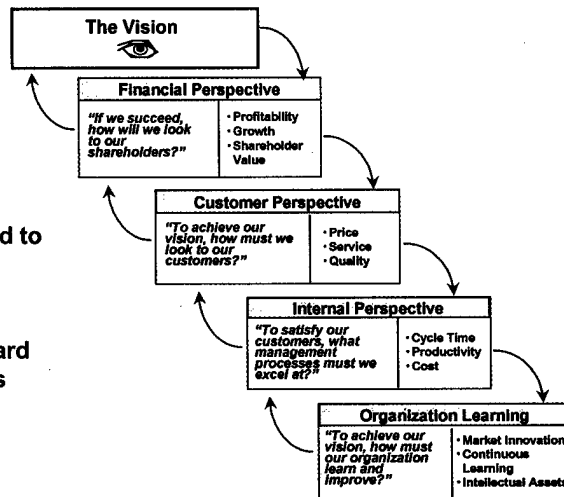 The Vision
Financial Perspective
"If we succeed,
how will we look
to our
shareholders?"
• Profitability
• Growth
• Shareholder
Value
Customer Perspective
"To achieve our
vision, how must we
look to our
customers?"
• Price
• Service
• Quality
d to
Internal Perspective
"To satisfy our
customers, what
management
processes must we
excel at?"
• Cycle Time
• Productivity
• Cost
ard
s
Organization Learning
"To achieve our
vision, how must
our organization
learn and
improve?"
• Market Innovation
• Continuous
Learning
• Intellectual Assets